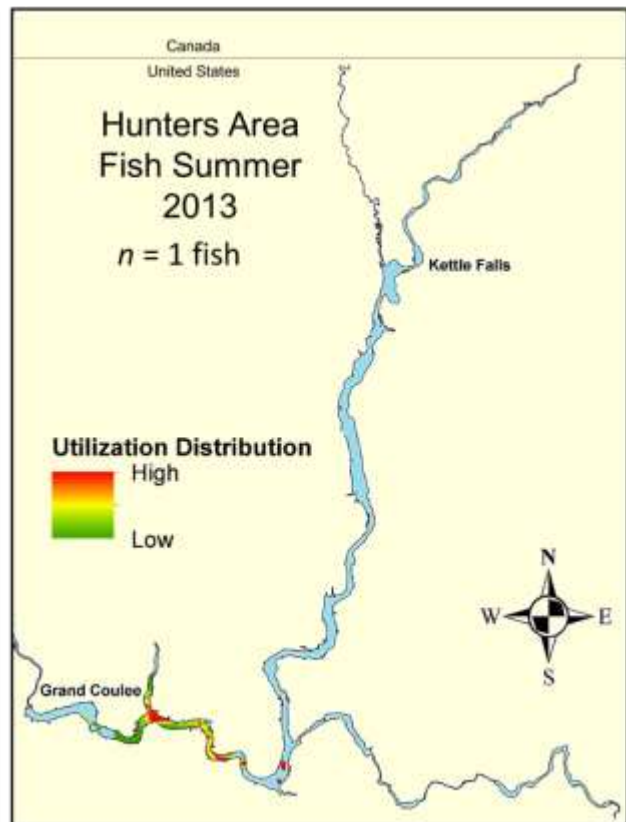 Canada
United States
Hunters Area
Fish Summer
2013
n = 1 fish
Kettle Falls
Utilization Distribution
High
Low
N
W E
S
Grand Coulee